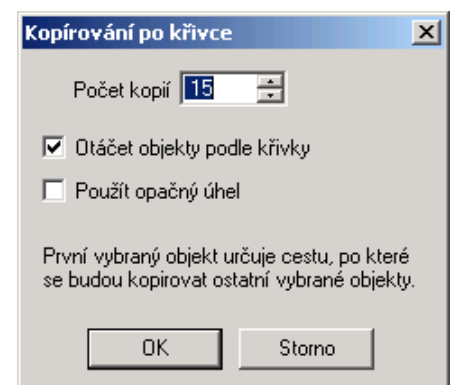 Kopírování po křivce
Počet kopií 15
Otáčet objekty podle křivky
Použít opačný úhel
První vybraný objekt určuje cestu, po které
se budou kopirovat ostatní vybrané objekty.
OK Storno